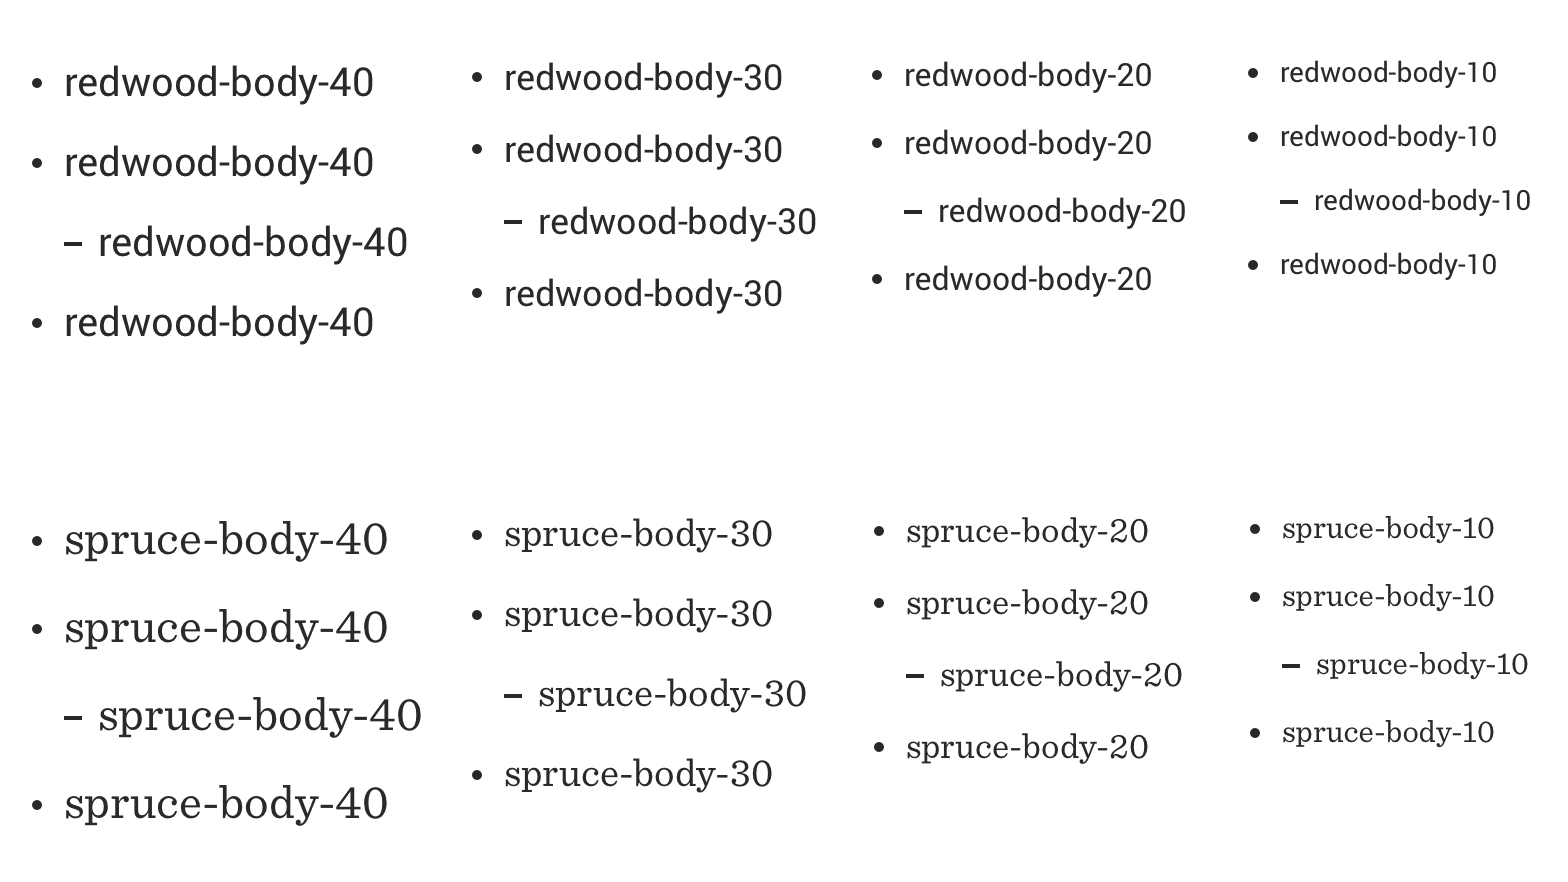 • redwood-body-40
• redwood-body-40
– redwood-body-40
• redwood-body-40
• redwood-body-30
• redwood-body-30
– redwood-body-30
• redwood-body-30
• redwood-body-20
• redwood-body-20
– redwood-body-20
• redwood-body-20
• redwood-body-10
• redwood-body-10
– redwood-body-10
• redwood-body-10
• spruce-body-40
• spruce-body-40
– spruce-body-40
• spruce-body-40
• spruce-body-30
• spruce-body-30
– spruce-body-30
• spruce-body-30
• spruce-body-20
• spruce-body-20
– spruce-body-20
• spruce-body-20
• spruce-body-10
• spruce-body-10
– spruce-body-10
• spruce-body-10